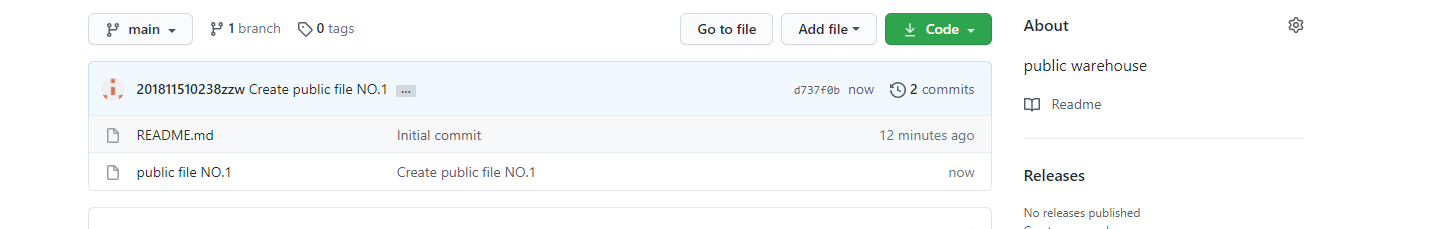 main 1 branch 0 tags Go to file Add file Code
201811510238zzw Create public file NO.1 ... d737f0b now 2 commits
README.md Initial commit 12 minutes ago
public file NO.1 Create public file NO.1 now
About
public warehouse
Readme
Releases
No releases published